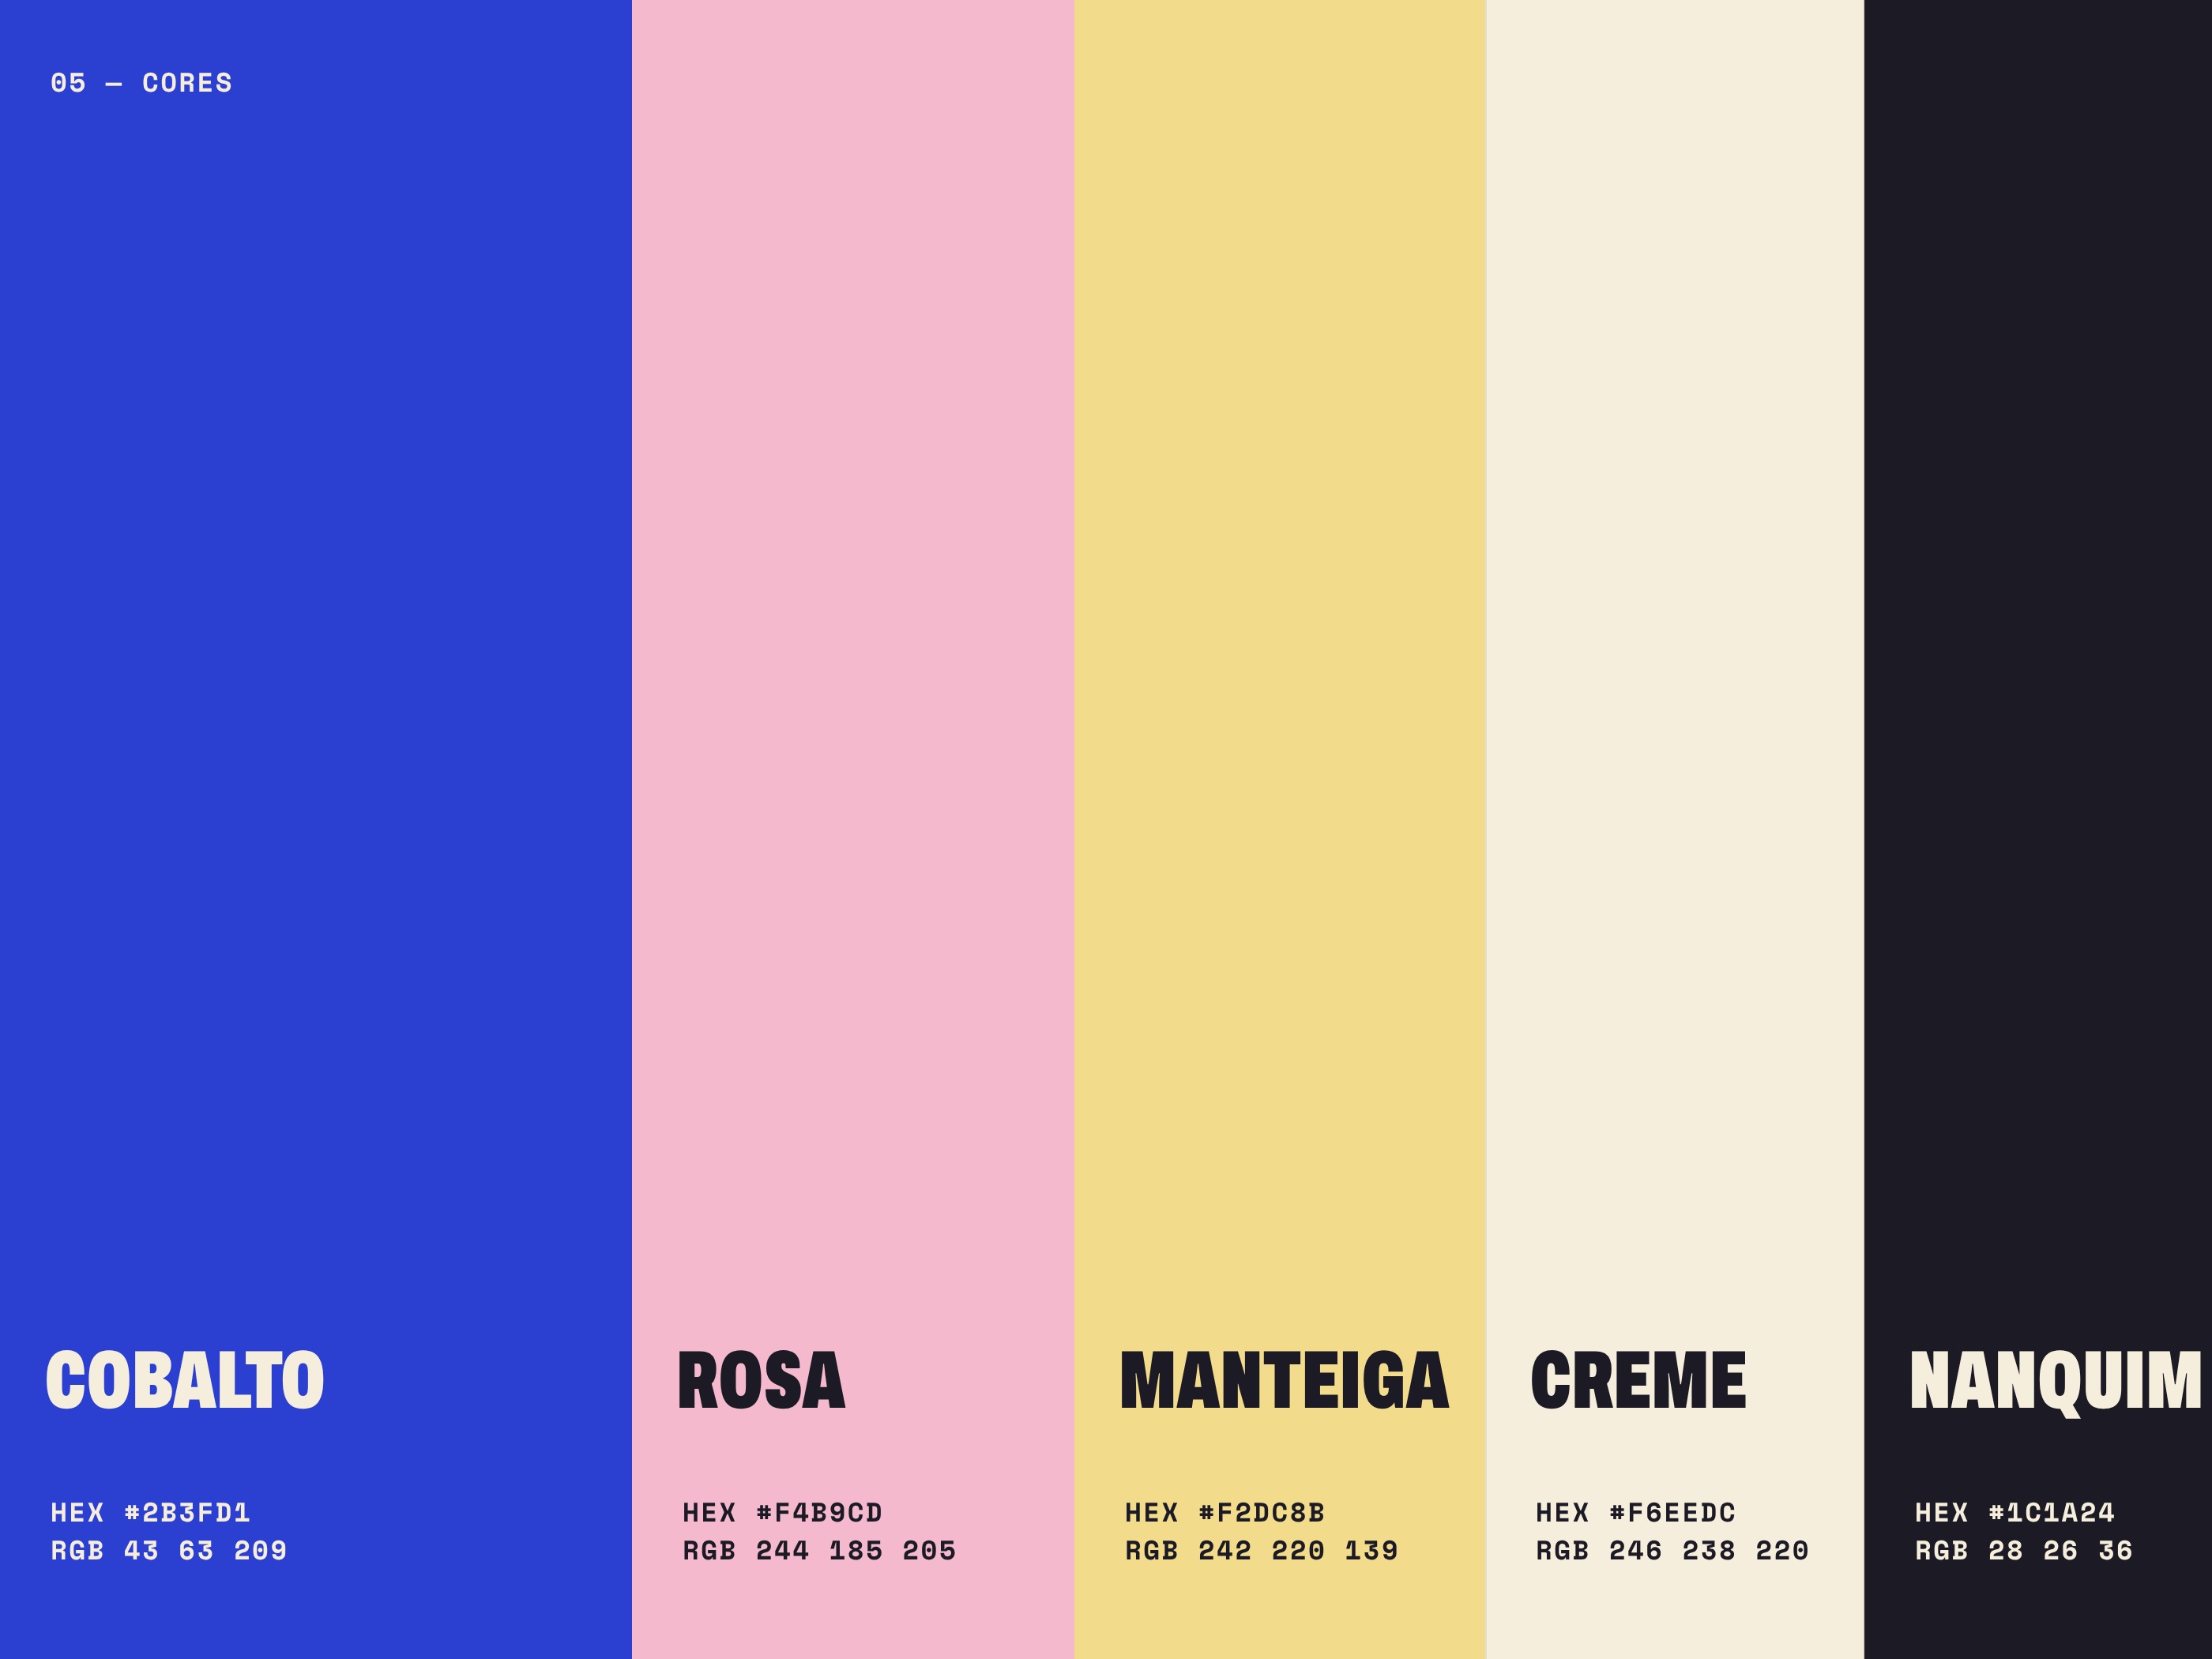 05 — CORES
COBALTO
HEX #2B3FD1
RGB 43 63 209
ROSA
HEX #F4B9CD
RGB 244 185 205
MANTEIGA
HEX #F2DC8B
RGB 242 220 139
CREME
HEX #F6EEDC
RGB 246 238 220
NANQUIM
HEX #1C1A24
RGB 28 26 36